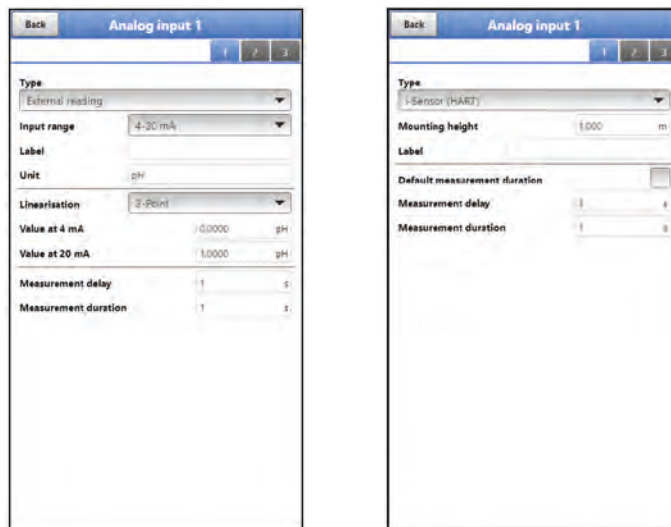 Back Analog input 1
1 2 3
Type
External reading
Input range 4-20 mA
Label
Unit pH
Linearisation 2-Point
Value at 4 mA 0.0000 pH
Value at 20 mA 1.0000 pH
Measurement delay 1 s
Measurement duration 1 s
Back Analog input 1
1 2 3
Type
i-Sensor (HART)
Mounting height 1.000 m
Label
Default measurement duration
Measurement delay 1 s
Measurement duration 1 s